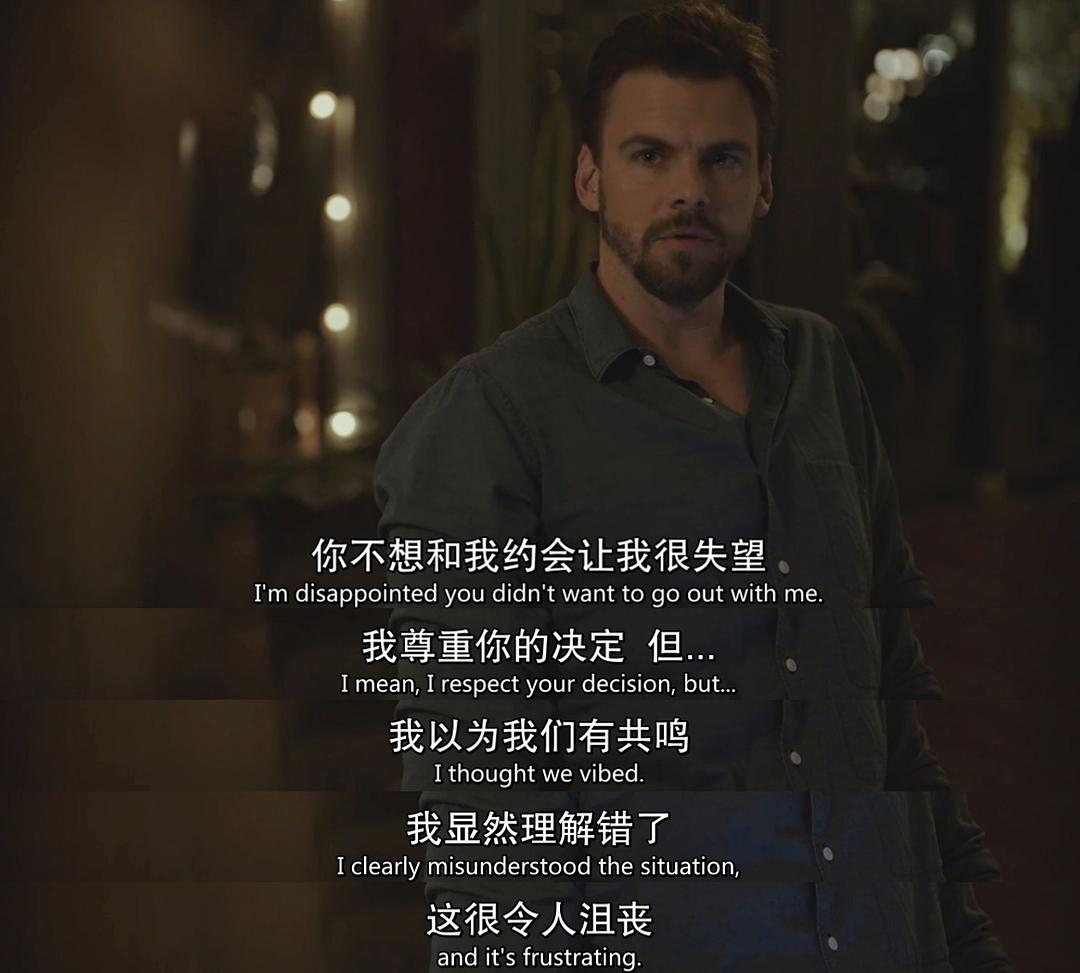 你不想和我约会让我很失望
I'm disappointed you didn't want to go out with me.
我尊重你的决定 但...
I mean, I respect your decision, but...
我以为我们有共鸣
I thought we vibed.
我显然理解错了
I clearly misunderstood the situation,
这很令人沮丧
and it's frustrating.